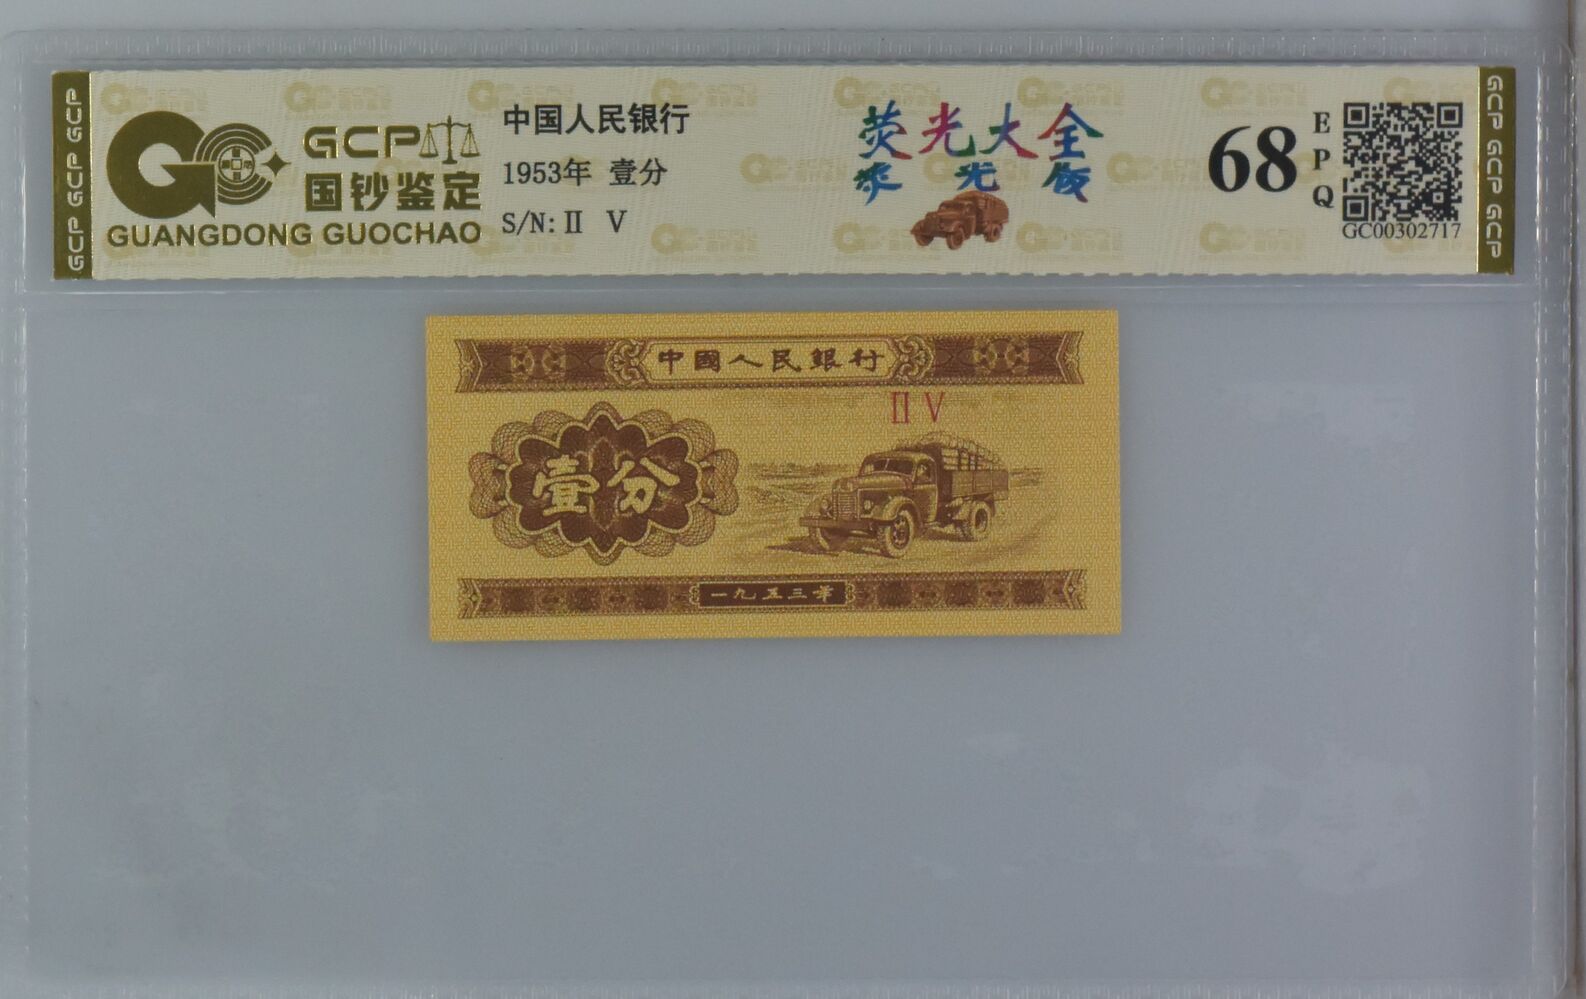 GCP GCP GCP
GCP
国钞鉴定
GUANGDONG GUOCHAO
中国人民银行
1953年 壹分
S/N: Ⅱ Ⅴ
荧光大全
荧光版
68
EPQ
GC00302717
GCP GCP GCP
中國人民銀行
ⅡⅤ
壹分
一九五三年